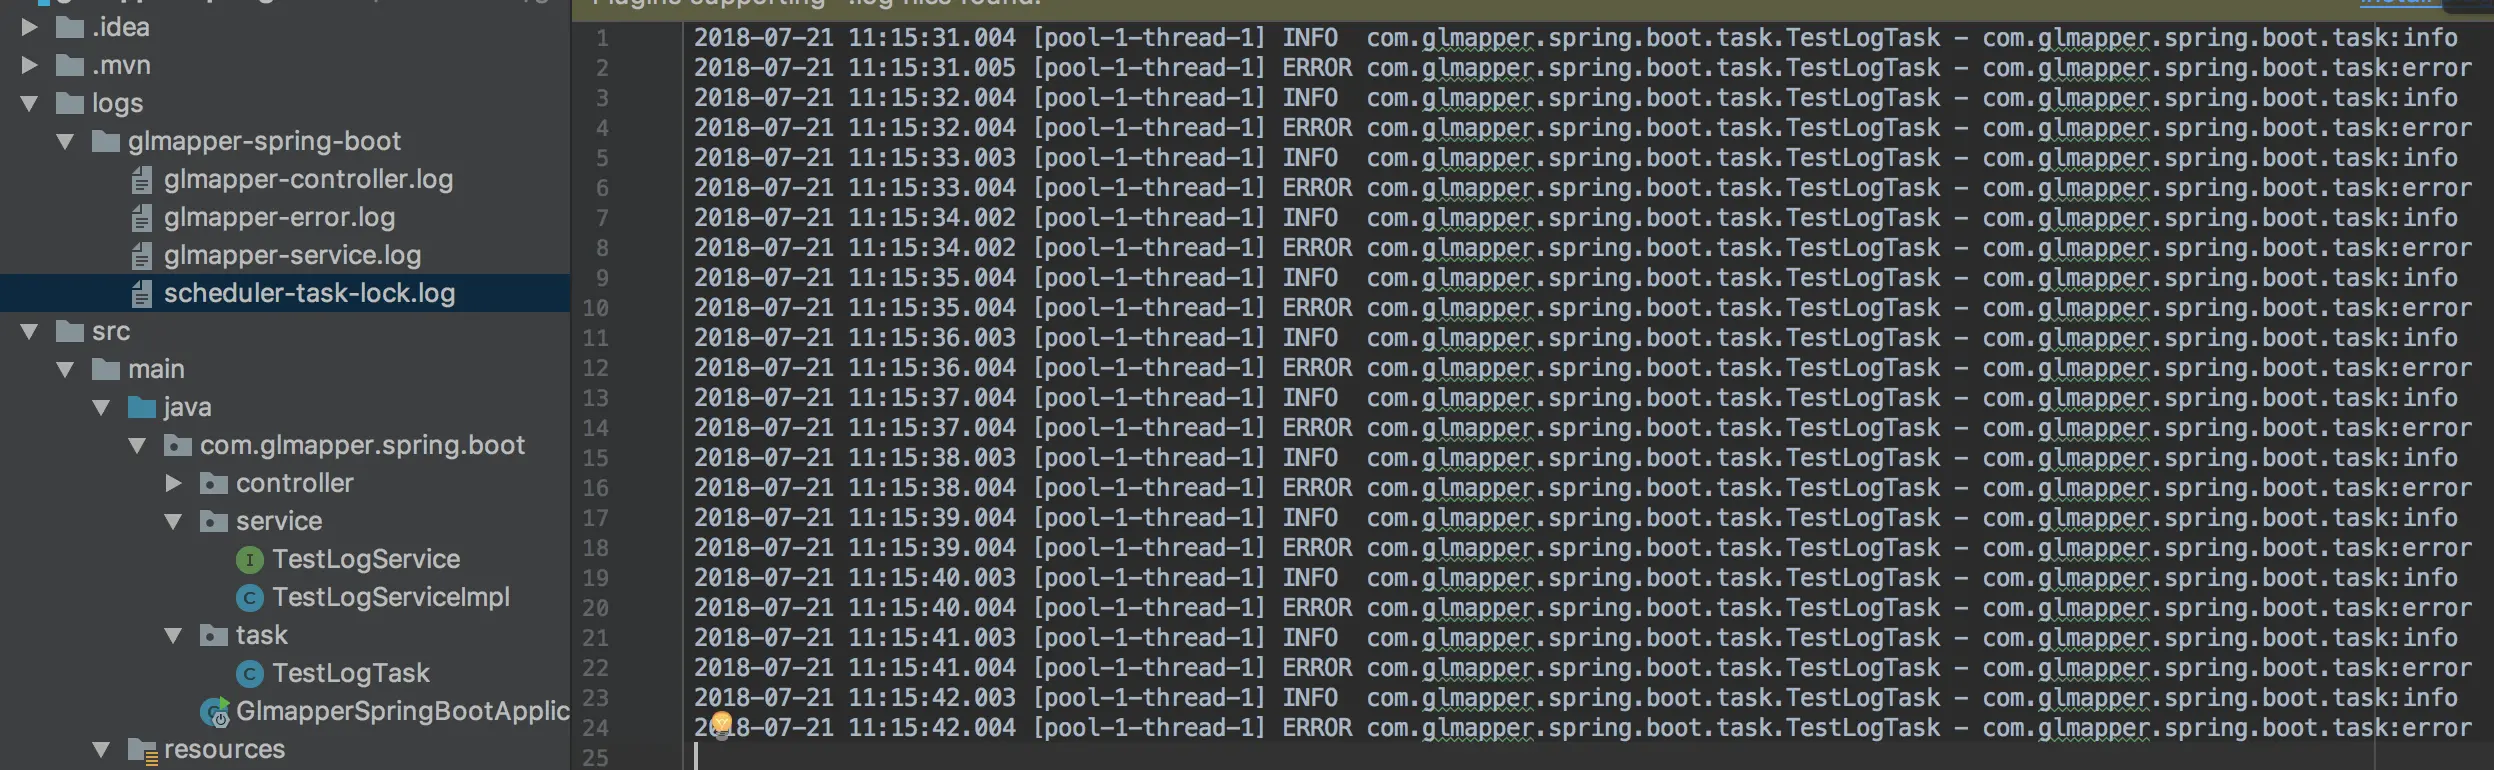 .idea
.mvn
logs
glmapper-spring-boot
glmapper-controller.log
glmapper-error.log
glmapper-service.log
scheduler-task-lock.log
src
main
java
com.glmapper.spring.boot
controller
service
TestLogService
TestLogServiceImpl
task
TestLogTask
GlmapperSpringBootApplic
resources
Plugins supporting *.log files found.
1 2018-07-21 11:15:31.004 [pool-1-thread-1] INFO  com.glmapper.spring.boot.task.TestLogTask - com.glmapper.spring.boot.task:info
2 2018-07-21 11:15:31.005 [pool-1-thread-1] ERROR com.glmapper.spring.boot.task.TestLogTask - com.glmapper.spring.boot.task:error
3 2018-07-21 11:15:32.004 [pool-1-thread-1] INFO  com.glmapper.spring.boot.task.TestLogTask - com.glmapper.spring.boot.task:info
4 2018-07-21 11:15:32.004 [pool-1-thread-1] ERROR com.glmapper.spring.boot.task.TestLogTask - com.glmapper.spring.boot.task:error
5 2018-07-21 11:15:33.003 [pool-1-thread-1] INFO  com.glmapper.spring.boot.task.TestLogTask - com.glmapper.spring.boot.task:info
6 2018-07-21 11:15:33.004 [pool-1-thread-1] ERROR com.glmapper.spring.boot.task.TestLogTask - com.glmapper.spring.boot.task:error
7 2018-07-21 11:15:34.002 [pool-1-thread-1] INFO  com.glmapper.spring.boot.task.TestLogTask - com.glmapper.spring.boot.task:info
8 2018-07-21 11:15:34.002 [pool-1-thread-1] ERROR com.glmapper.spring.boot.task.TestLogTask - com.glmapper.spring.boot.task:error
9 2018-07-21 11:15:35.004 [pool-1-thread-1] INFO  com.glmapper.spring.boot.task.TestLogTask - com.glmapper.spring.boot.task:info
10 2018-07-21 11:15:35.004 [pool-1-thread-1] ERROR com.glmapper.spring.boot.task.TestLogTask - com.glmapper.spring.boot.task:error
11 2018-07-21 11:15:36.003 [pool-1-thread-1] INFO  com.glmapper.spring.boot.task.TestLogTask - com.glmapper.spring.boot.task:info
12 2018-07-21 11:15:36.004 [pool-1-thread-1] ERROR com.glmapper.spring.boot.task.TestLogTask - com.glmapper.spring.boot.task:error
13 2018-07-21 11:15:37.004 [pool-1-thread-1] INFO  com.glmapper.spring.boot.task.TestLogTask - com.glmapper.spring.boot.task:info
14 2018-07-21 11:15:37.004 [pool-1-thread-1] ERROR com.glmapper.spring.boot.task.TestLogTask - com.glmapper.spring.boot.task:error
15 2018-07-21 11:15:38.003 [pool-1-thread-1] INFO  com.glmapper.spring.boot.task.TestLogTask - com.glmapper.spring.boot.task:info
16 2018-07-21 11:15:38.004 [pool-1-thread-1] ERROR com.glmapper.spring.boot.task.TestLogTask - com.glmapper.spring.boot.task:error
17 2018-07-21 11:15:39.004 [pool-1-thread-1] INFO  com.glmapper.spring.boot.task.TestLogTask - com.glmapper.spring.boot.task:info
18 2018-07-21 11:15:39.004 [pool-1-thread-1] ERROR com.glmapper.spring.boot.task.TestLogTask - com.glmapper.spring.boot.task:error
19 2018-07-21 11:15:40.003 [pool-1-thread-1] INFO  com.glmapper.spring.boot.task.TestLogTask - com.glmapper.spring.boot.task:info
20 2018-07-21 11:15:40.004 [pool-1-thread-1] ERROR com.glmapper.spring.boot.task.TestLogTask - com.glmapper.spring.boot.task:error
21 2018-07-21 11:15:41.003 [pool-1-thread-1] INFO  com.glmapper.spring.boot.task.TestLogTask - com.glmapper.spring.boot.task:info
22 2018-07-21 11:15:41.004 [pool-1-thread-1] ERROR com.glmapper.spring.boot.task.TestLogTask - com.glmapper.spring.boot.task:error
23 2018-07-21 11:15:42.003 [pool-1-thread-1] INFO  com.glmapper.spring.boot.task.TestLogTask - com.glmapper.spring.boot.task:info
24 2018-07-21 11:15:42.004 [pool-1-thread-1] ERROR com.glmapper.spring.boot.task.TestLogTask - com.glmapper.spring.boot.task:error
25